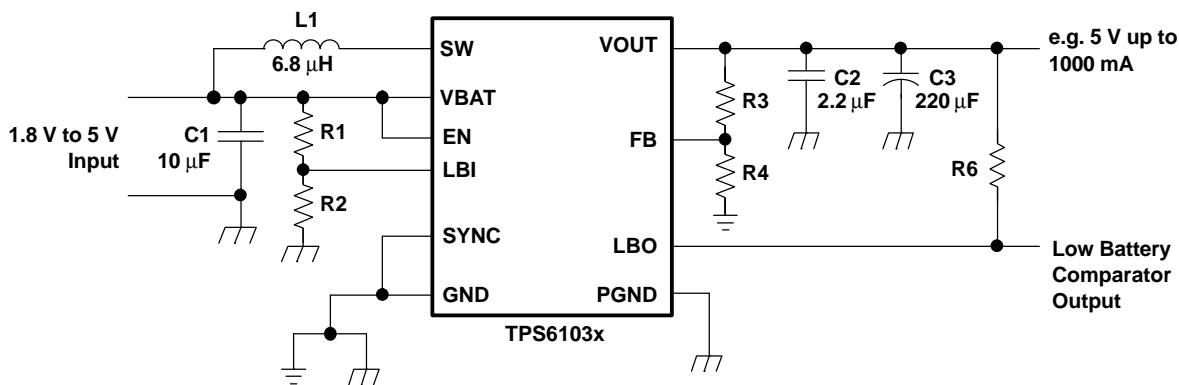 L1
6.8 µH
SW
VOUT
e.g. 5 V up to
1000 mA
C2
2.2 µF
C3
220 µF
R3
VBAT
1.8 V to 5 V
Input
C1
10 µF
R1
EN
FB
LBI
R4
R6
R2
SYNC
LBO
Low Battery
Comparator
Output
GND
PGND
TPS6103x